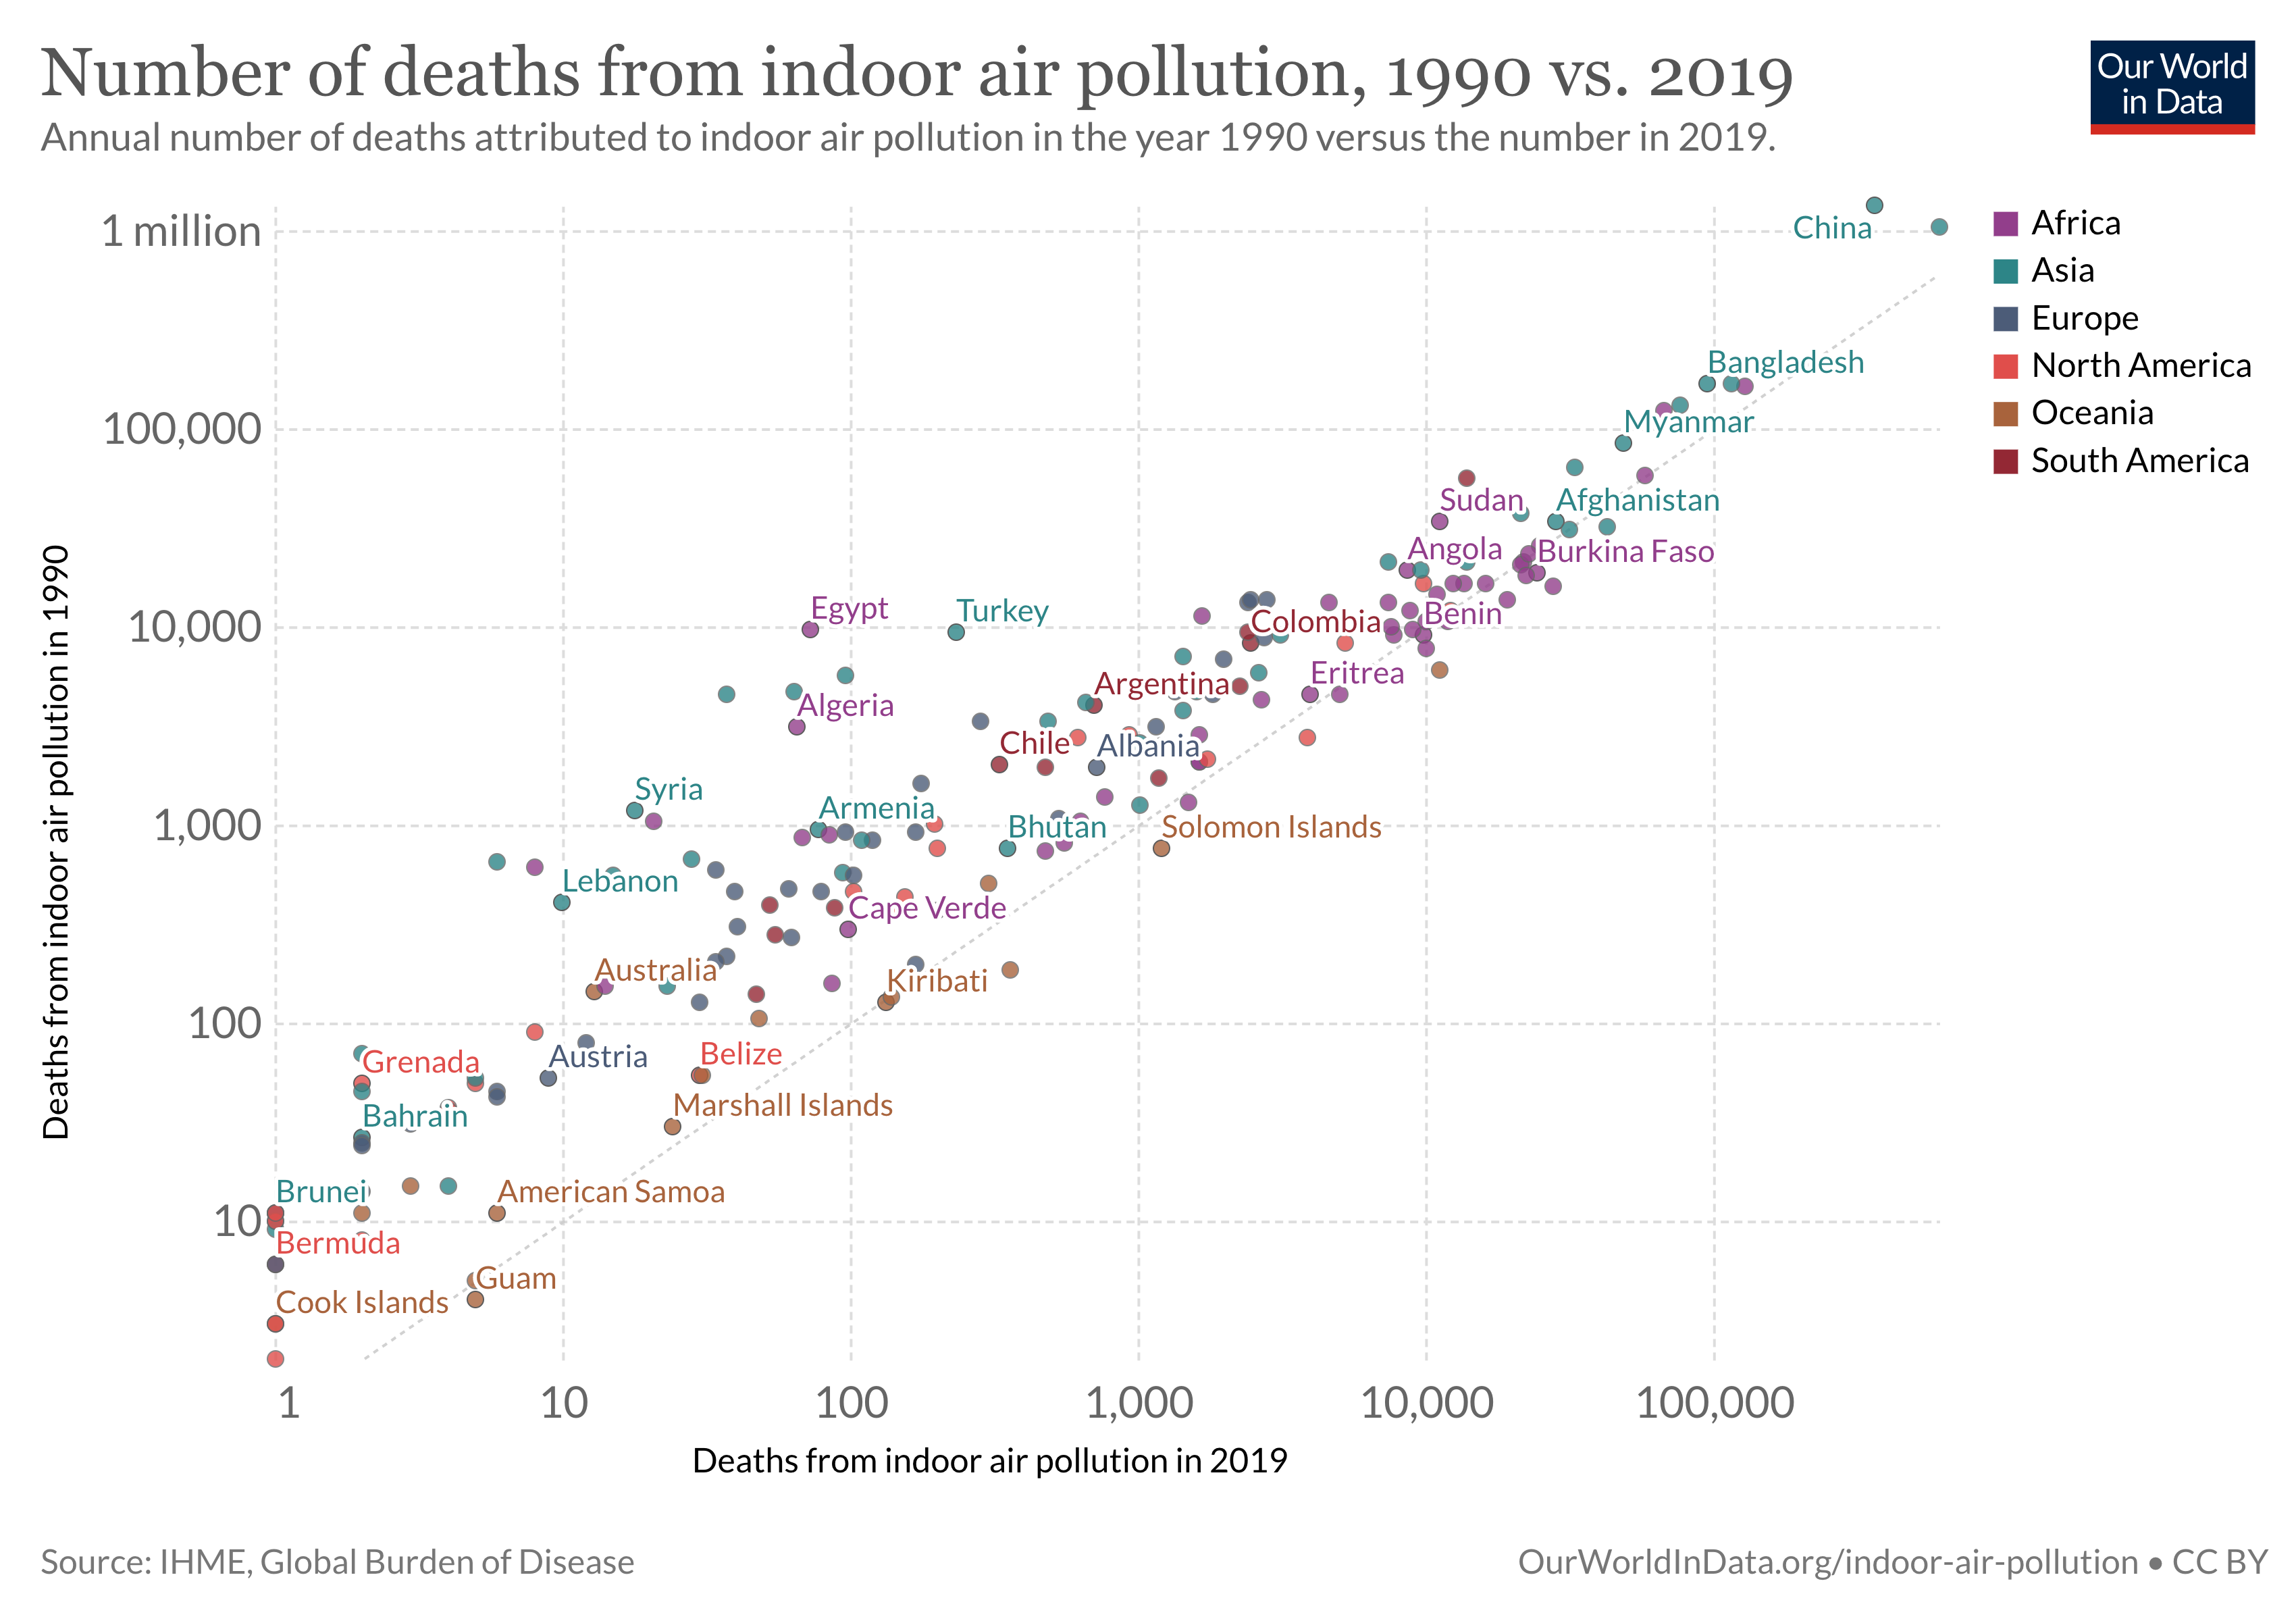 Number of deaths from indoor air pollution, 1990 vs. 2019
Annual number of deaths attributed to indoor air pollution in the year 1990 versus the number in 2019.
Our World
in Data
1 million
100,000
10,000
1,000
100
10
Deaths from indoor air pollution in 1990
China
Bangladesh
Myanmar
Sudan
Afghanistan
Angola
Burkina Faso
Egypt
Turkey
Colombia
Benin
Algeria
Argentina
Eritrea
Chile
Albania
Syria
Armenia
Bhutan
Solomon Islands
Lebanon
Cape Verde
Australia
Kiribati
Grenada
Austria
Belize
Bahrain
Marshall Islands
Brunei
American Samoa
Bermuda
Guam
Cook Islands
1
10
100
1,000
10,000
100,000
Deaths from indoor air pollution in 2019
Africa
Asia
Europe
North America
Oceania
South America
Source: IHME, Global Burden of Disease
OurWorldInData.org/indoor-air-pollution • CC BY